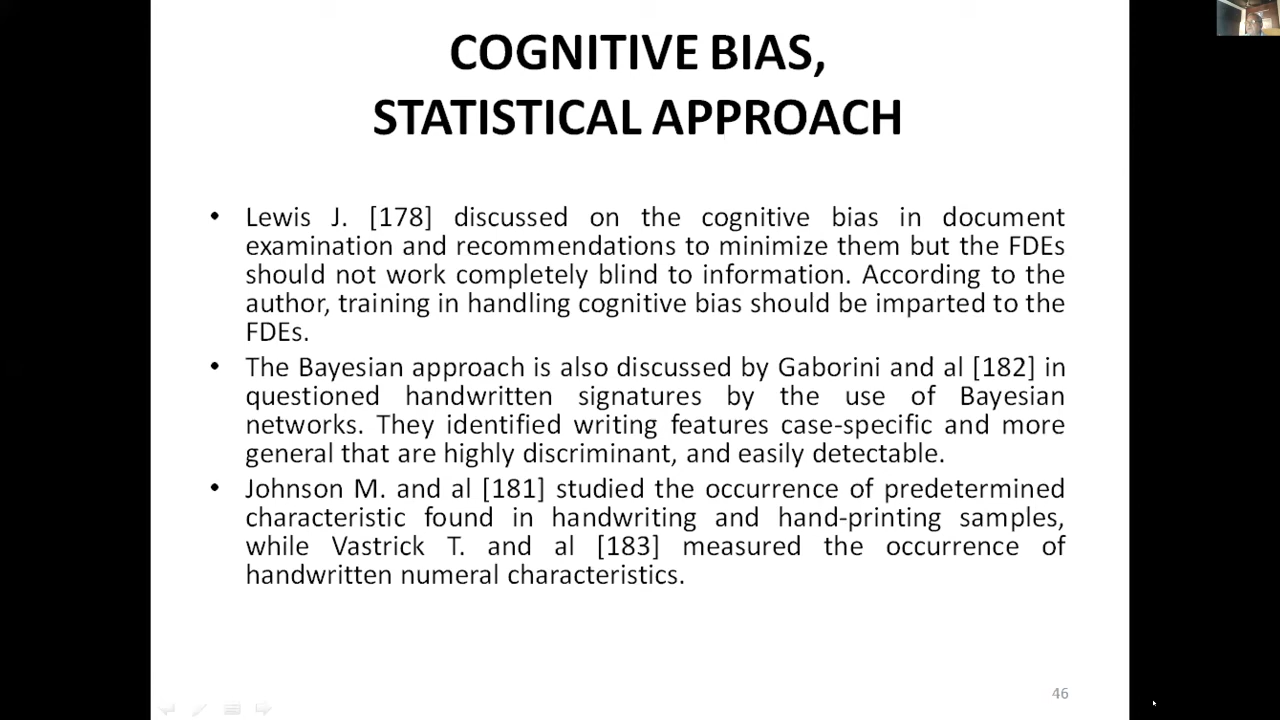 COGNITIVE BIAS,
STATISTICAL APPROACH
• Lewis J. [178] discussed on the cognitive bias in document
examination and recommendations to minimize them but the FDEs
should not work completely blind to information. According to the
author, training in handling cognitive bias should be imparted to the
FDEs.
• The Bayesian approach is also discussed by Gaborini and al [182] in
questioned handwritten signatures by the use of Bayesian
networks. They identified writing features case-specific and more
general that are highly discriminant, and easily detectable.
• Johnson M. and al [181] studied the occurrence of predetermined
characteristic found in handwriting and hand-printing samples,
while Vastrick T. and al [183] measured the occurrence of
handwritten numeral characteristics.
46